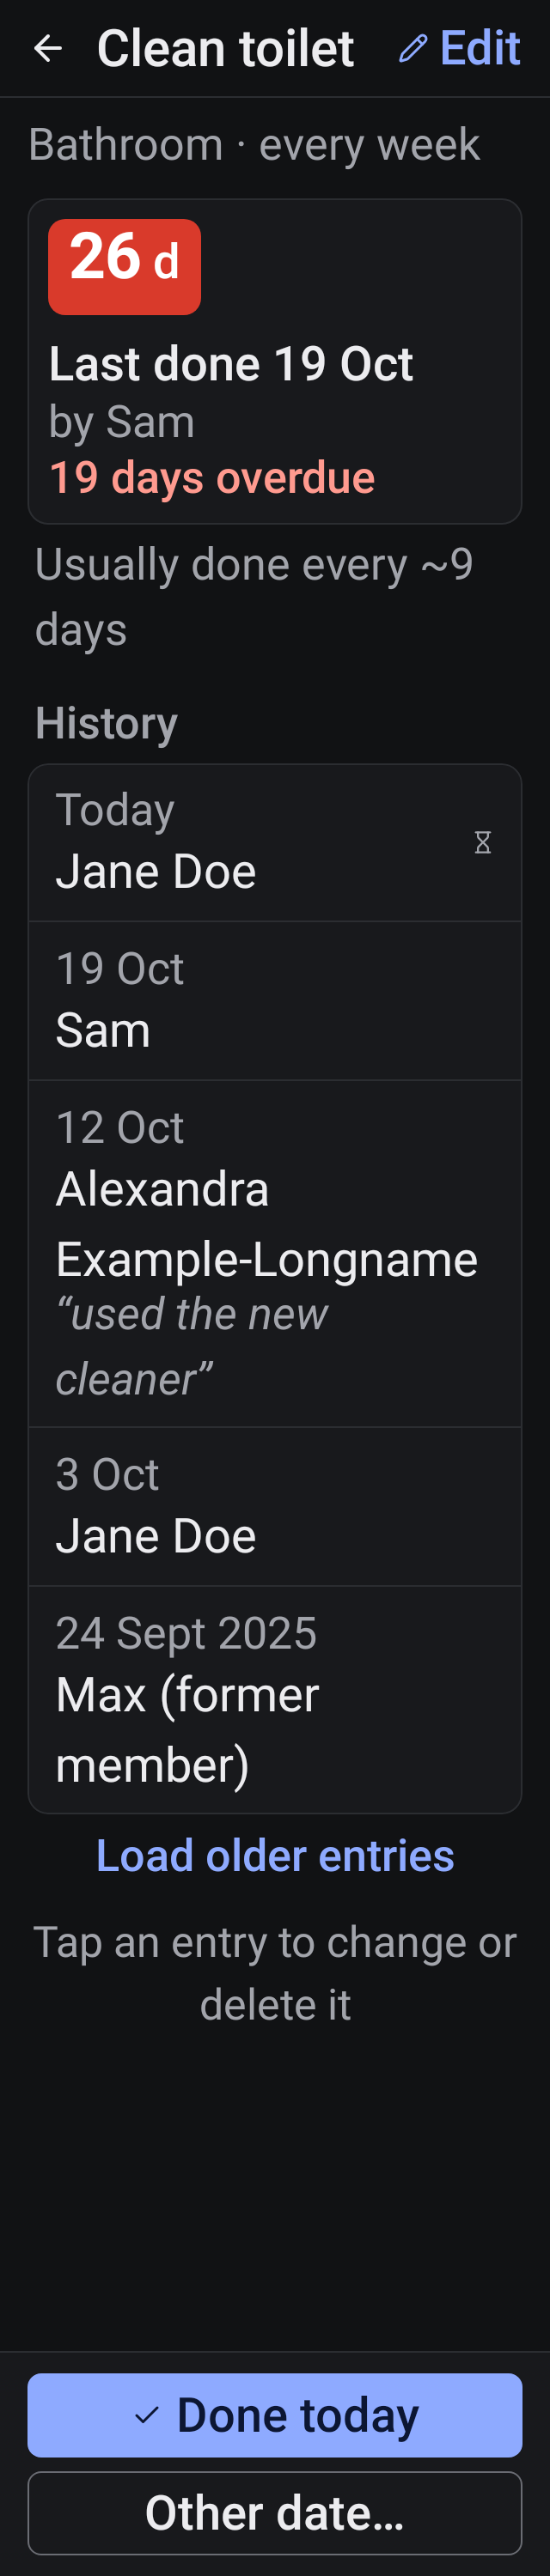 Clean toilet
Edit
Bathroom · every week
26 d
Last done 19 Oct
by Sam
19 days overdue
Usually done every ~9
days
History
Today
Jane Doe
19 Oct
Sam
12 Oct
Alexandra
Example-Longname
“used the new
cleaner”
3 Oct
Jane Doe
24 Sept 2025
Max (former
member)
Load older entries
Tap an entry to change or
delete it
Done today
Other date…